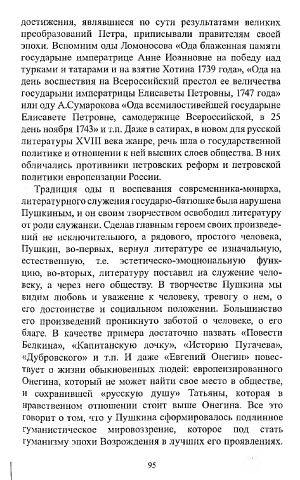 достижения, являвшиеся по сути результатами великих
преобразований Петра, приписывали правителям своей
эпохи. Вспомним оды Ломоносова «Ода блаженная памяти
государыне императрице Анне Иоанновне на победу над
турками и татарами и на взятие Хотина 1739 года», «Ода на
день восшествия на Всероссийский престол ее величества
государыни императрицы Елисаветы Петровны, 1747 года»
или оду А.Сумарокова «Ода всемилостивейшей государыне
Елисавете Петровне, самодержице Всероссийской, в 25
день ноября 1743» и т.п. Даже в сатирах, в новом для русской
литературы XVIII века жанре, речь шла о государственной
политике и отношении к ней высших слоев общества. В них
обличались противники петровских реформ и петровской
политики европеизации России.
Традиция оды и воспевания современника-монарха,
литературного служения государю-батюшке была нарушена
Пушкиным, и он своим творчеством освободил литературу
от роли служанки. Сделав главным героем своих произведе-
ний не исключительного, а рядового, простого человека,
Пушкин, во-первых, вернул литературе ее изначальную,
естественную, т.е. эстетическо-эмоциональную функ-
цию, во-вторых, литературу поставил на служение чело-
веку, а через него обществу. В творчестве Пушкина мы
видим любовь и уважение к человеку, тревогу о нем, о
его достоинстве и социальном положении. Большинство
его произведений проникнуто заботой о человеке, о его
благе. В качестве примера достаточно назвать «Повести
Белкина», «Капитанскую дочку», «Историю Пугачева»,
«Дубровского» и т.п. И даже «Евгений Онегин» повес-
твует о жизни обыкновенных людей: европеизированного
Онегина, который не может найти свое место в обществе,
и сохранившей «русскую душу» Татьяны, которая в
нравственном отношении стоит выше Онегина. Все это
говорит о том, что у Пушкина сформировалось подлинное
гуманистическое мировоззрение, которое под стать
гуманизму эпохи Возрождения в лучших его проявлениях.
95